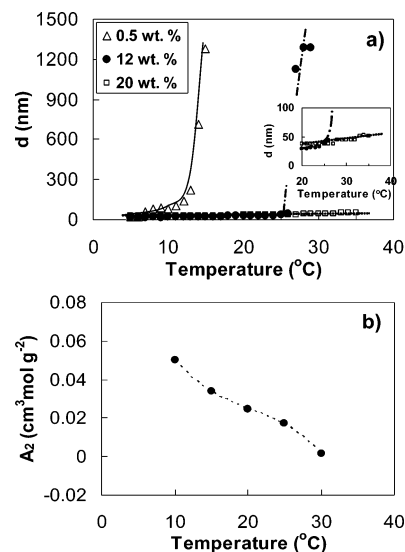 a)
△ 0.5 wt. %
● 12 wt. %
□ 20 wt. %
d (nm)
1500
1200
900
600
300
0
0 10 20 30 40
Temperature (°C)
d (nm)
100
50
0
20 30 40
Temperature (°C)
b)
A2 (cm3mol g-2)
0.08
0.06
0.04
0.02
0
-0.02
0 10 20 30 40
Temperature (°C)